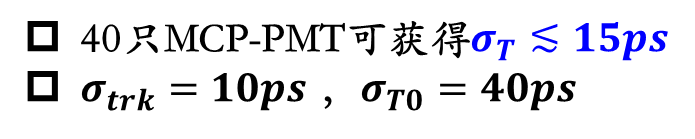 □ 40只MCP-PMT可获得σ_T ≲ 15ps
□ σ_trk = 10ps , σ_T0 = 40ps